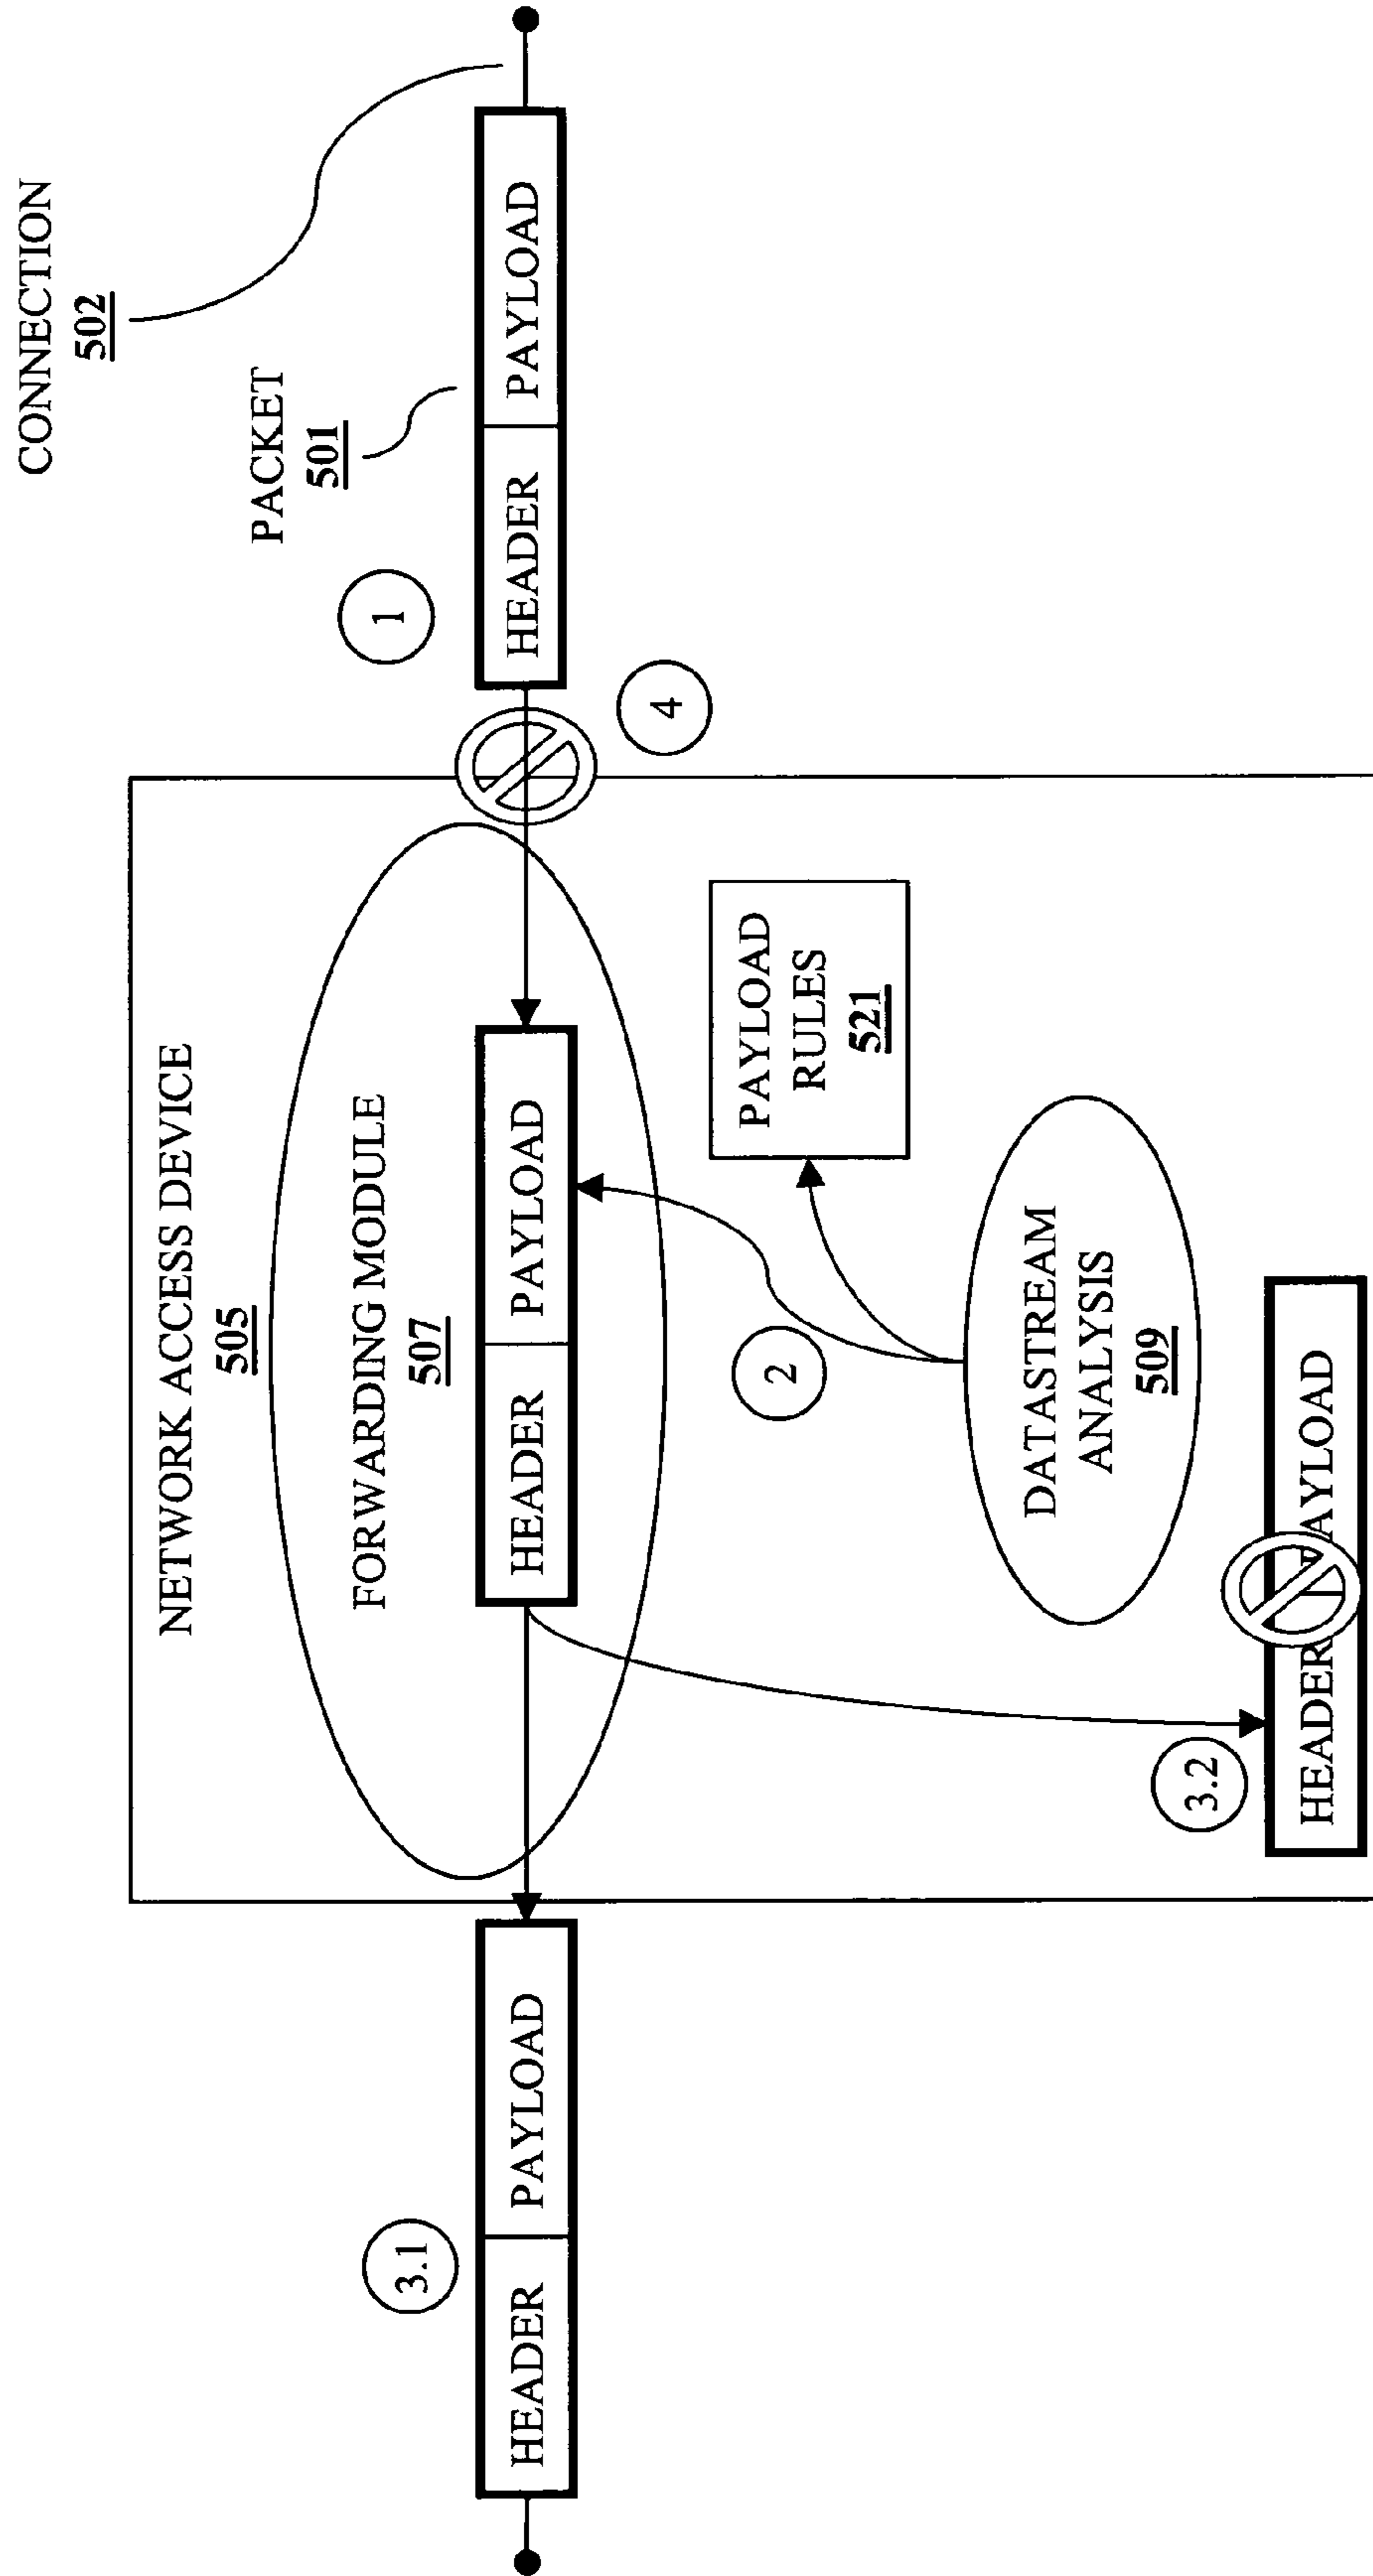 CONNECTION
502
NETWORK ACCESS DEVICE
505
PACKET
501
FORWARDING MODULE
507
1
3.1
HEADER PAYLOAD
HEADER PAYLOAD
HEADER PAYLOAD
4
PAYLOAD
RULES
521
2
DATASTREAM
ANALYSIS
509
3.2
HEADER PAYLOAD